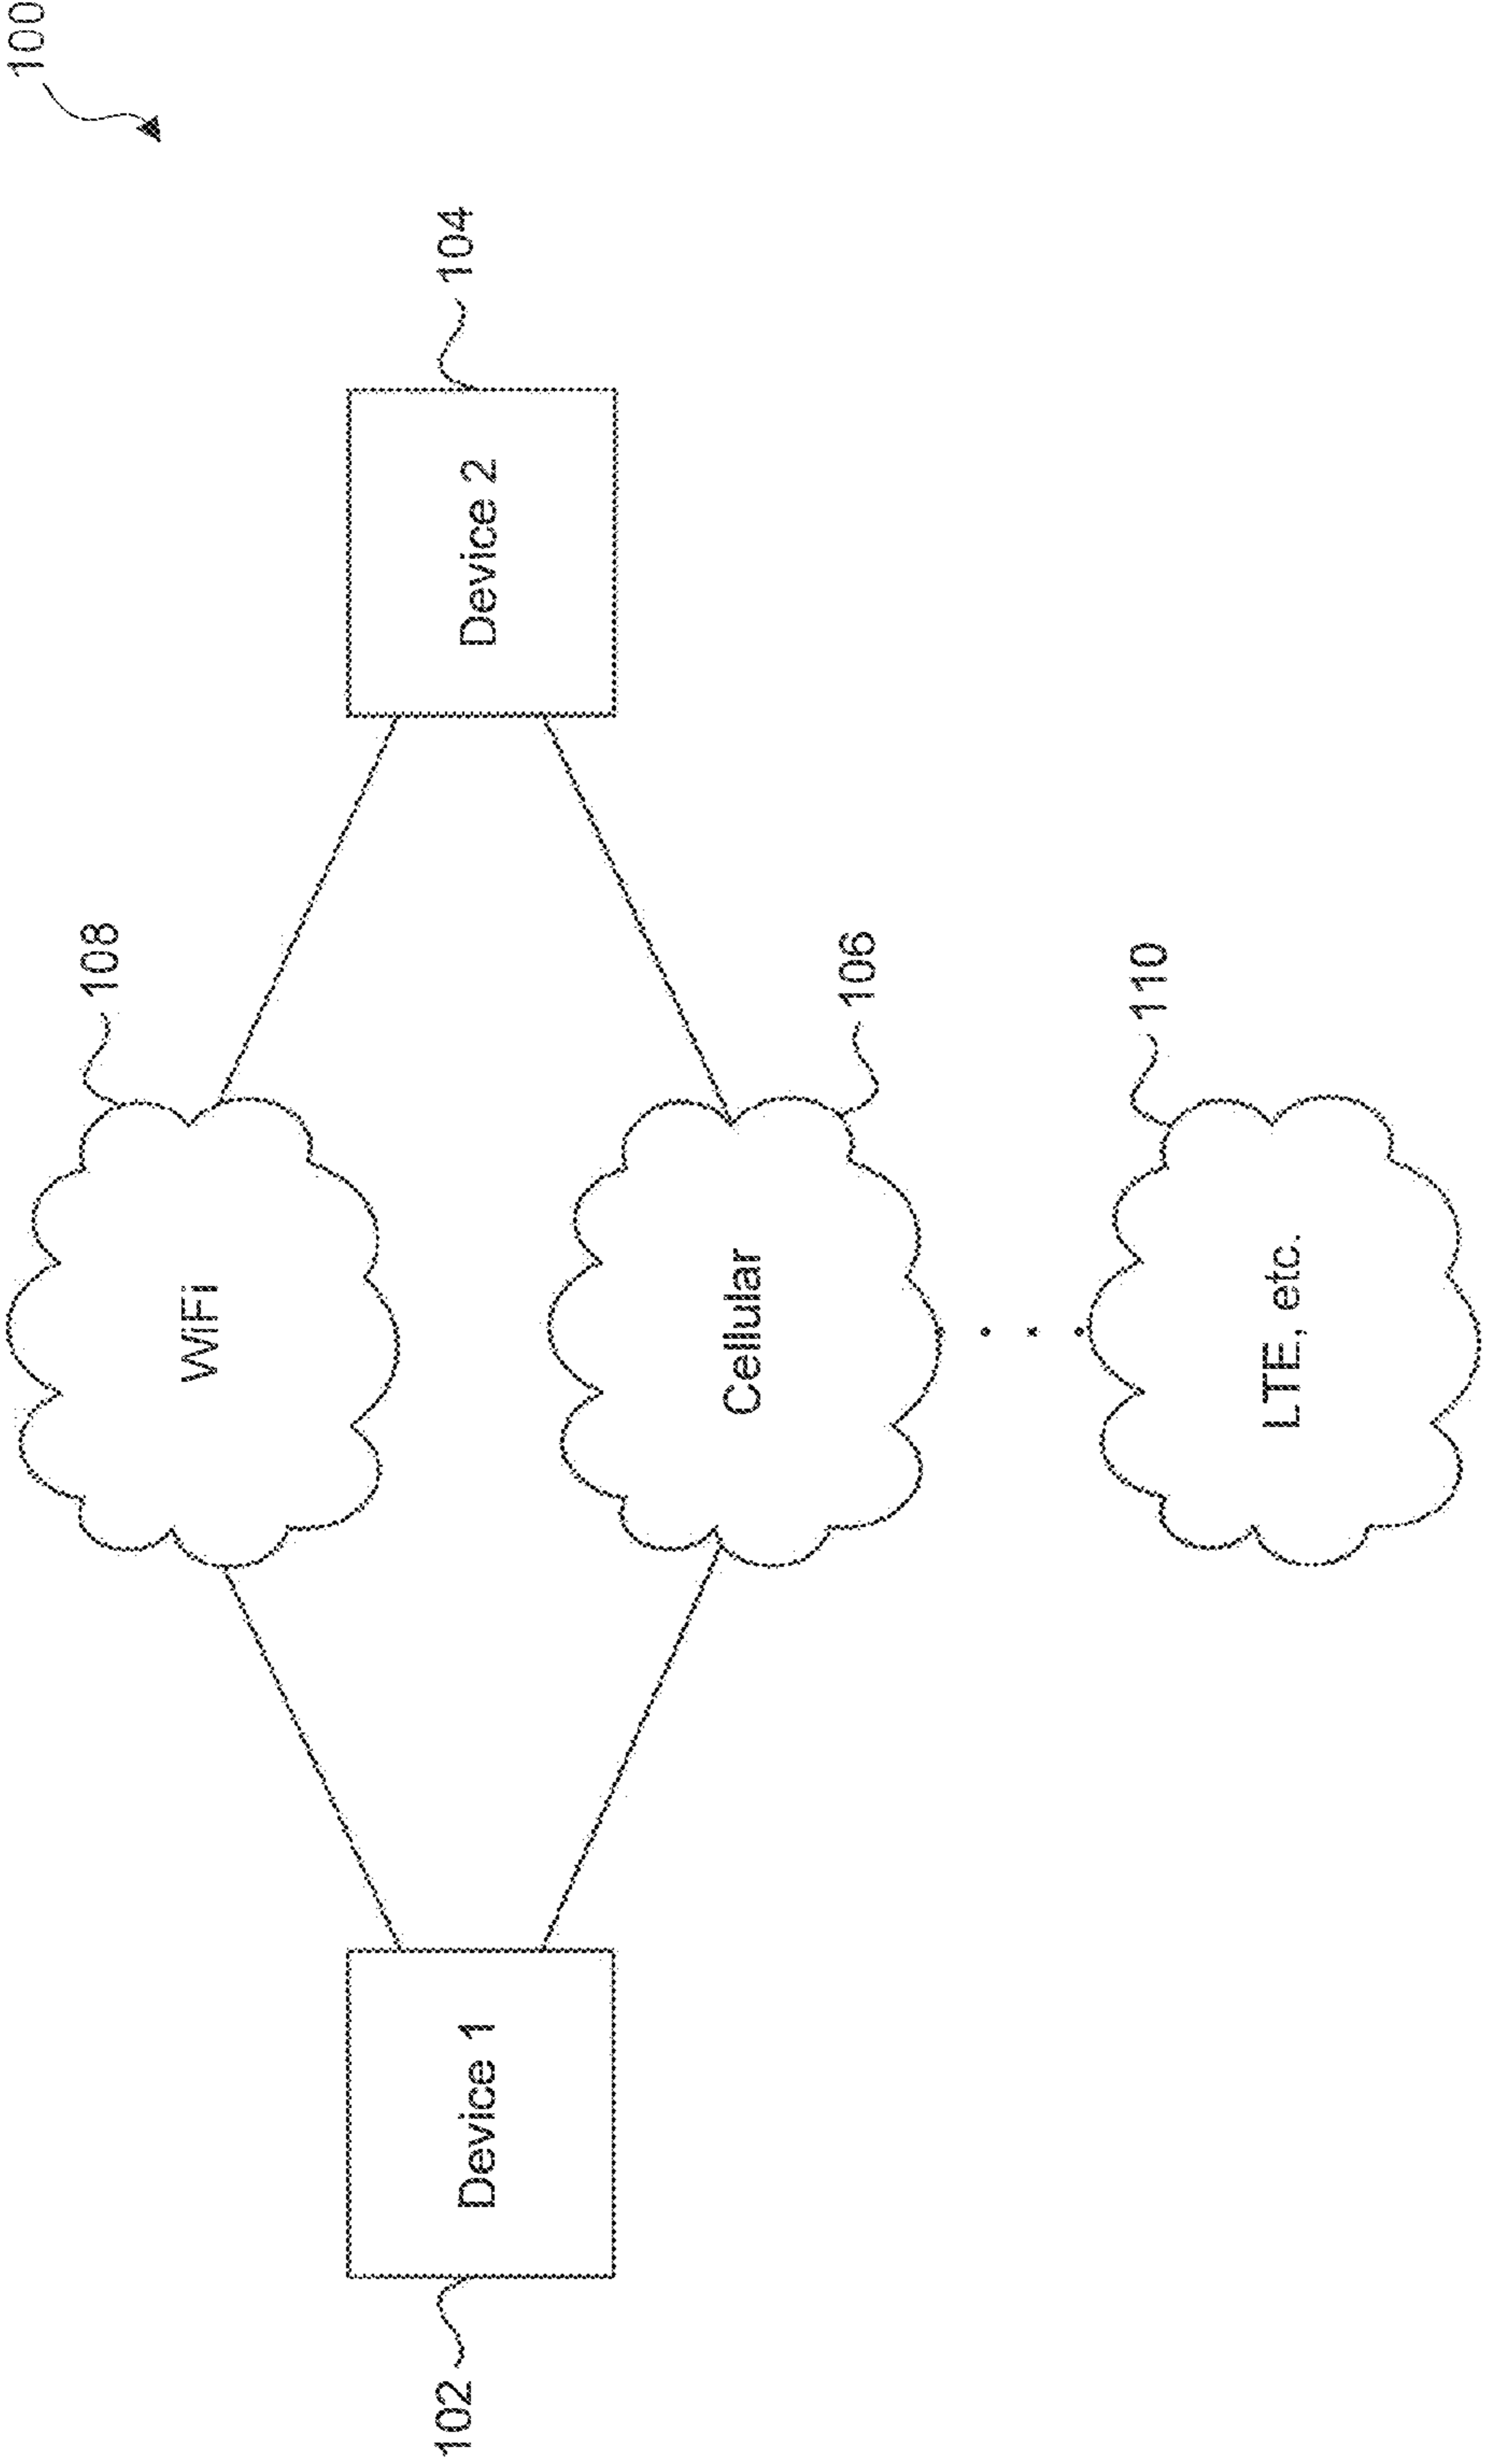 100
108
WiFi
102
Device 1
Device 2
104
106
Cellular
110
LTE, etc.